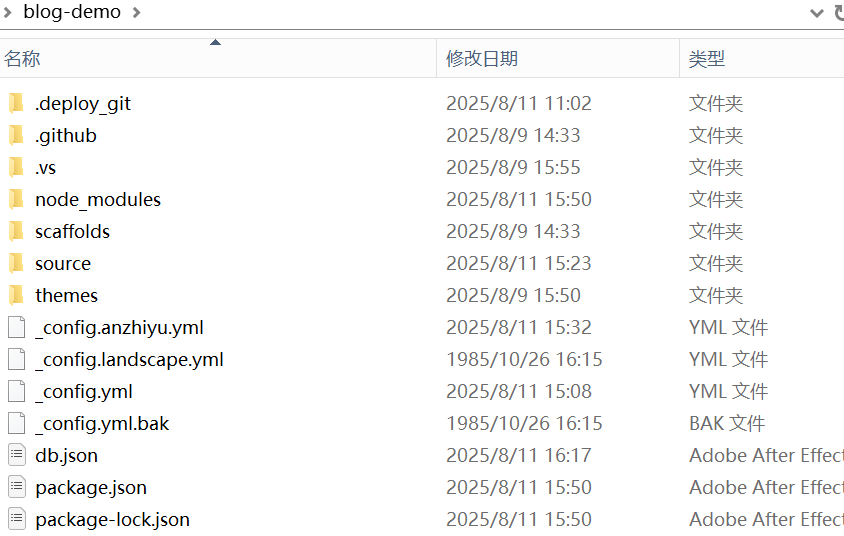 blog-demo
名称 修改日期 类型
.deploy_git 2025/8/11 11:02 文件夹
.github 2025/8/9 14:33 文件夹
.vs 2025/8/9 15:55 文件夹
node_modules 2025/8/11 15:50 文件夹
scaffolds 2025/8/9 14:33 文件夹
source 2025/8/11 15:23 文件夹
themes 2025/8/9 15:50 文件夹
_config.anzhiyu.yml 2025/8/11 15:32 YML 文件
_config.landscape.yml 1985/10/26 16:15 YML 文件
_config.yml 2025/8/11 15:08 YML 文件
_config.yml.bak 1985/10/26 16:15 BAK 文件
db.json 2025/8/11 16:17 Adobe After Effect
package.json 2025/8/11 15:50 Adobe After Effect
package-lock.json 2025/8/11 15:50 Adobe After Effect